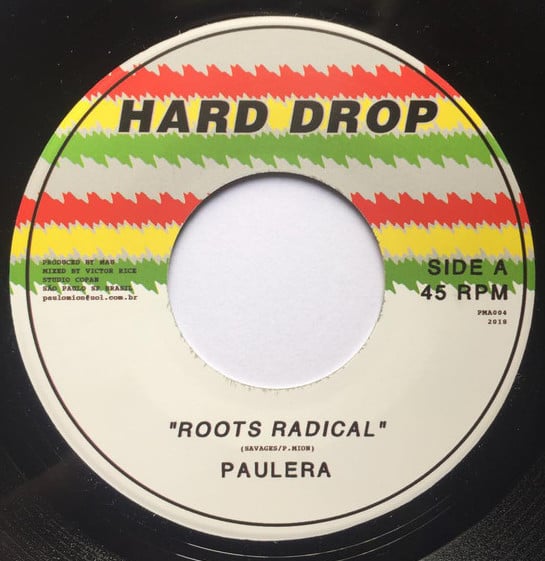 HARD DROP
PRODUCED BY MAU
MIXED BY VICTOR RICE
STUDIO COPAN
SÃO PAULO SP BRASIL
paulomion@uol.com.br
SIDE A
45 RPM
PMA004
2018
"ROOTS RADICAL"
(SAVAGES/P.MION)
PAULERA